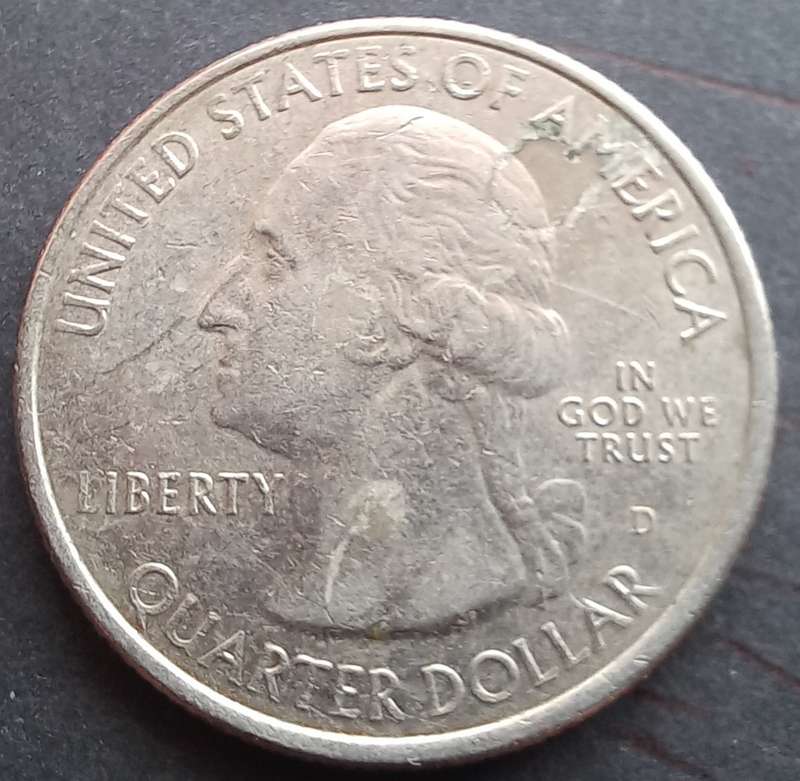 UNITED STATES OF AMERICA
LIBERTY
IN
GOD WE
TRUST
D
QUARTER DOLLAR